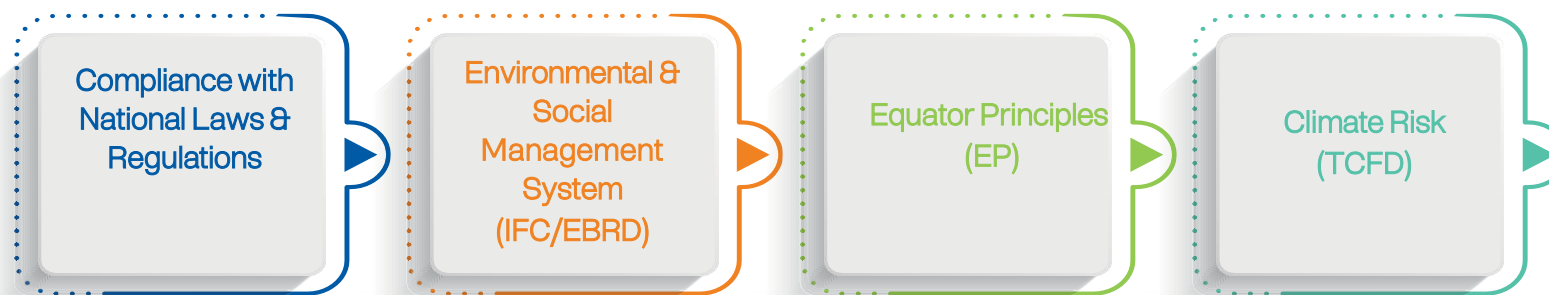 Compliance with
National Laws &
Regulations
Environmental &
Social
Management
System
(IFC/EBRD)
Equator Principles
(EP)
Climate Risk
(TCFD)